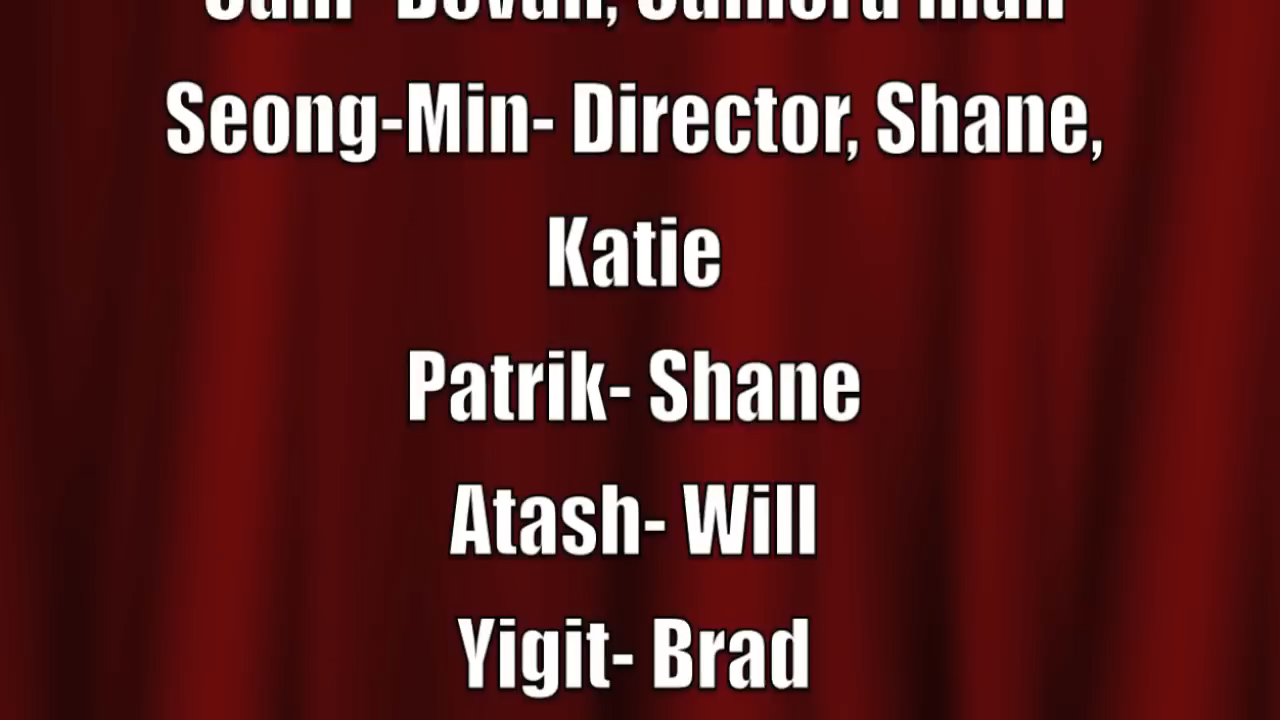 Seong-Min- Director, Shane,
Katie
Patrik- Shane
Atash- Will
Yigit- Brad